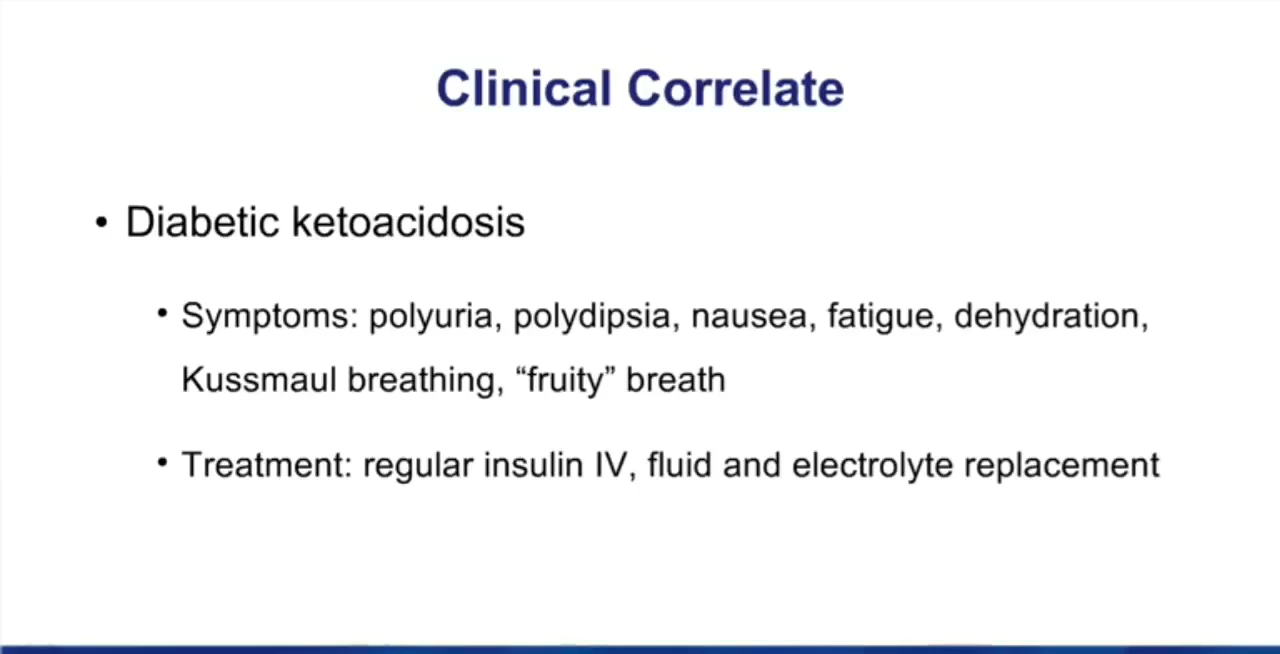 Clinical Correlate
• Diabetic ketoacidosis
• Symptoms: polyuria, polydipsia, nausea, fatigue, dehydration,
Kussmaul breathing, “fruity” breath
• Treatment: regular insulin IV, fluid and electrolyte replacement